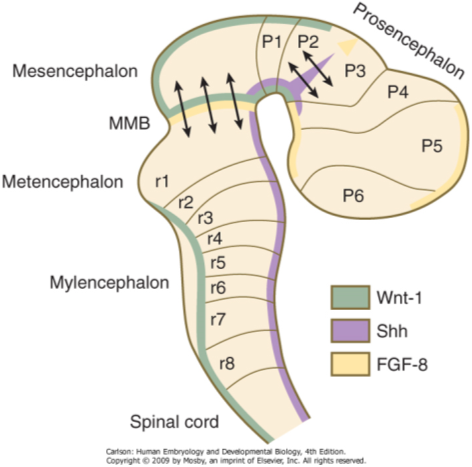 Prosencephalon
P1
P2
P3
P4
P5
P6
Mesencephalon
MMB
Metencephalon
r1
r2
r3
r4
r5
r6
r7
r8
Mylencephalon
Spinal cord
Wnt-1
Shh
FGF-8
Carlson: Human Embryology and Developmental Biology, 4th Edition.
Copyright © 2009 by Mosby, an imprint of Elsevier, Inc. All rights reserved.